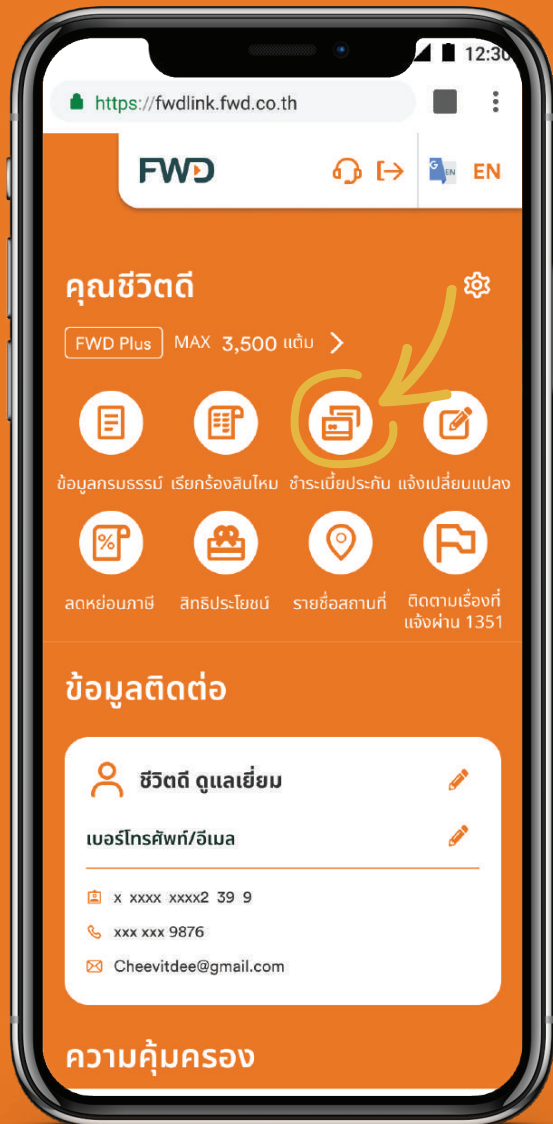 12:30
https://fwdlink.fwd.co.th
FWD EN
คุณชีวิตดี
FWD Plus MAX 3,500 แต้ม
ข้อมูลกรมธรรม์ เรียกร้องสินไหม ชำระเบี้ยประกัน แจ้งเปลี่ยนแปลง
ลดหย่อนภาษี สิทธิประโยชน์ รายชื่อสถานที่ ติดตามเรื่องที่
แจ้งผ่าน 1351
ข้อมูลติดต่อ
ชีวิตดี ดูแลเยี่ยม
เบอร์โทรศัพท์/อีเมล
x xxxx xxxx2 39 9
xxx xxx 9876
Cheevitdee@gmail.com
ความคุ้มครอง